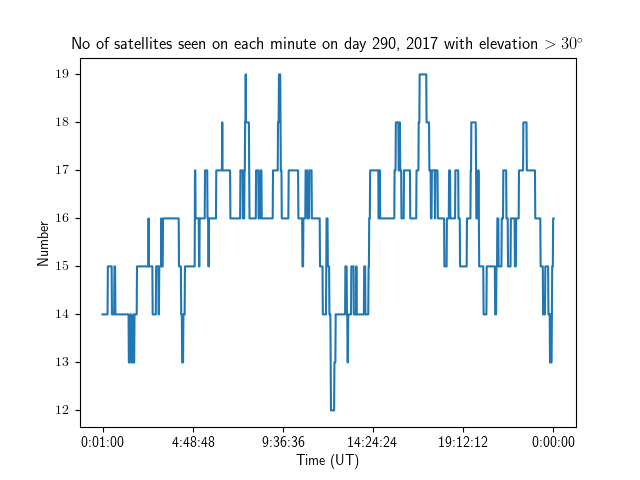 No of satellites seen on each minute on day 290, 2017 with elevation > 30°
19
18
17
16
15
14
13
12
Number
0:01:00 4:48:48 9:36:36 14:24:24 19:12:12 0:00:00
Time (UT)